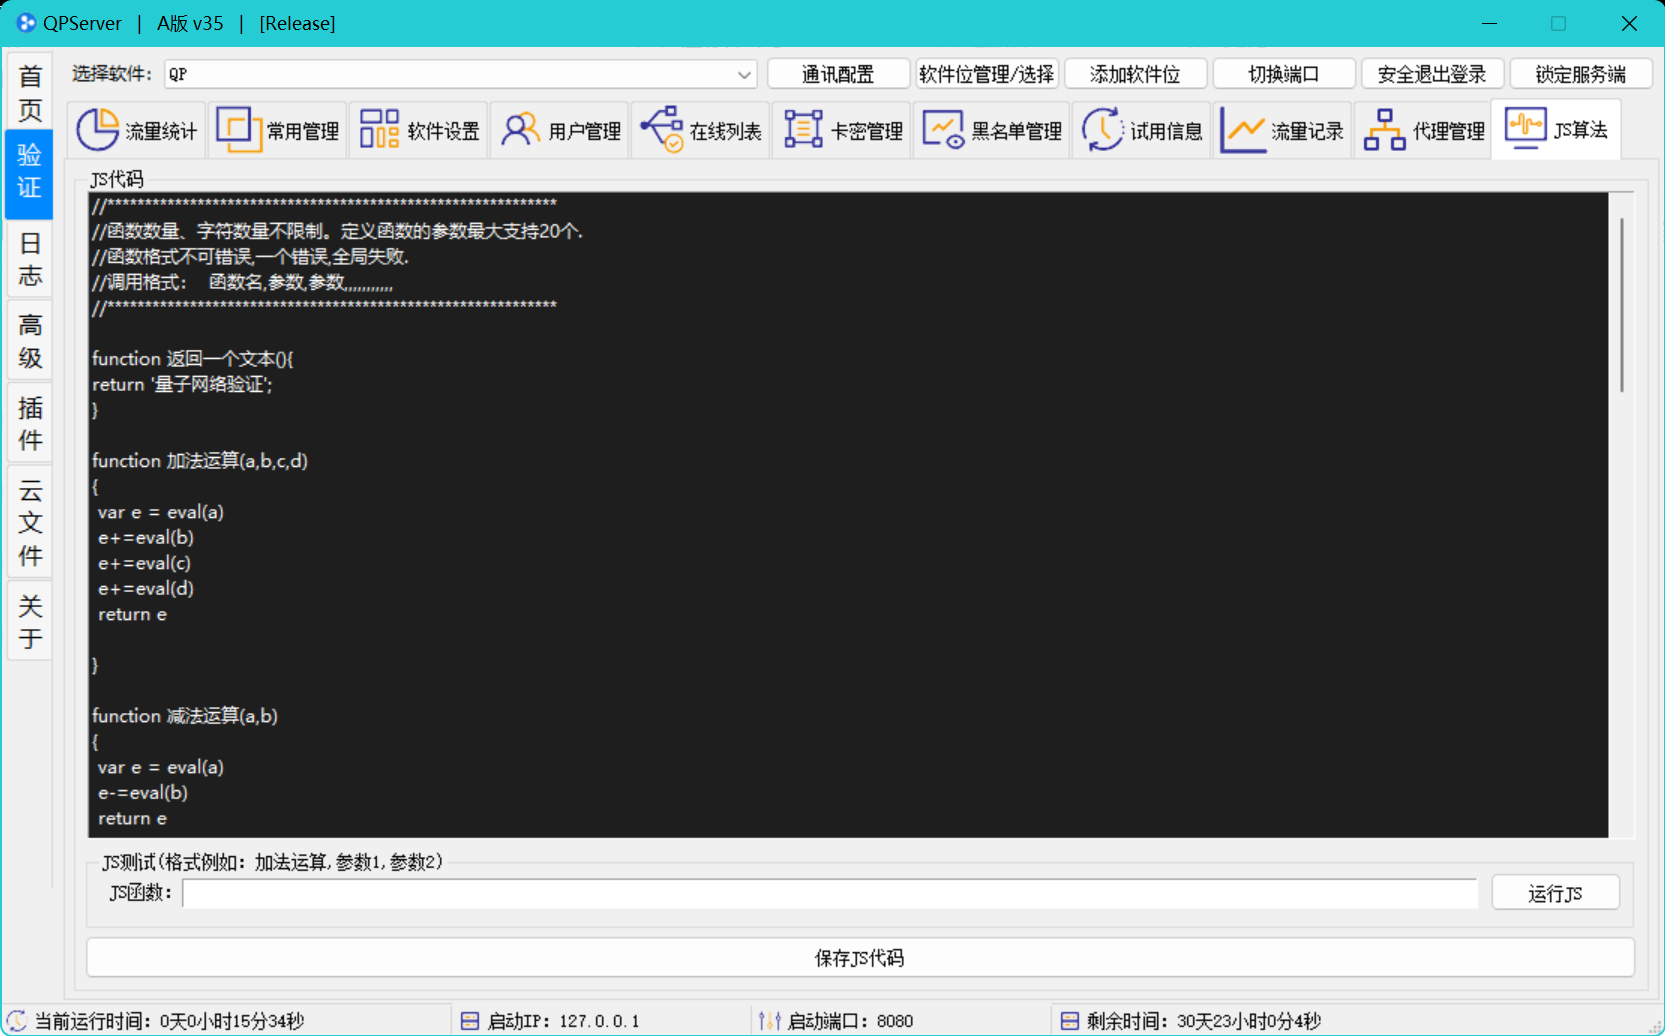 QPServer | A版 v35 | [Release]
首页
验证
日志
高级
插件
云文件
关于
选择软件: QP
通讯配置
软件位管理/选择
添加软件位
切换端口
安全退出登录
锁定服务端
流量统计
常用管理
软件设置
用户管理
在线列表
卡密管理
黑名单管理
试用信息
流量记录
代理管理
JS算法
JS代码
//************************************************************
//函数数量、字符数量不限制。定义函数的参数最大支持20个.
//函数格式不可错误,一个错误,全局失败.
//调用格式： 函数名,参数,参数,,,,,,,,,,,
//************************************************************
function 返回一个文本(){
return '量子网络验证';
}
function 加法运算(a,b,c,d)
{
var e = eval(a)
e+=eval(b)
e+=eval(c)
e+=eval(d)
return e
}
function 减法运算(a,b)
{
var e = eval(a)
e-=eval(b)
return e
JS测试(格式例如: 加法运算,参数1,参数2)
JS函数:
运行JS
保存JS代码
当前运行时间: 0天0小时15分34秒
启动IP: 127.0.0.1
启动端口: 8080
剩余时间: 30天23小时0分4秒